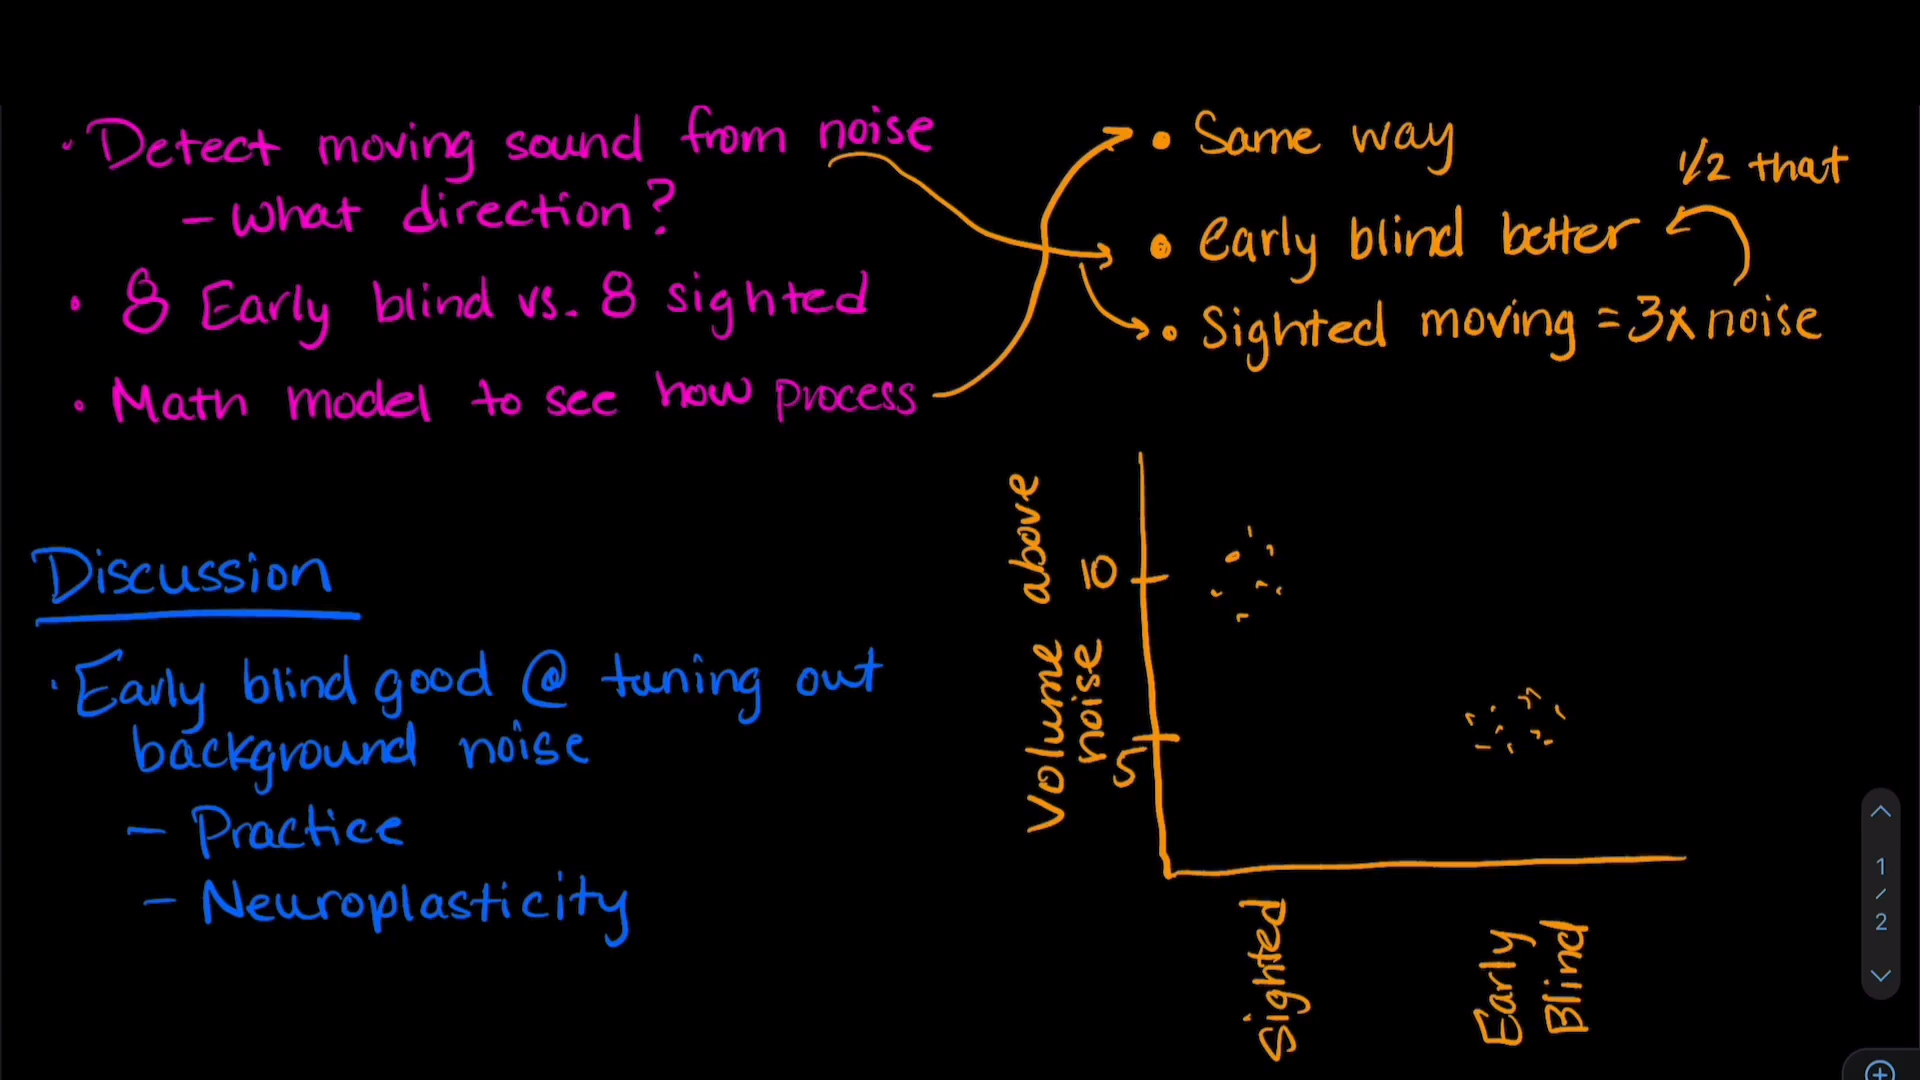 • Detect moving sound from noise
- what direction?
• 8 Early blind vs. 8 sighted
• Math model to see how process
• Same way
1/2 that
• Early blind better
• Sighted moving = 3x noise
Discussion
• Early blind good @ tuning out
background noise
- Practice
- Neuroplasticity
Volume above
noise
10
5
Sighted
Early
Blind
1
/
2